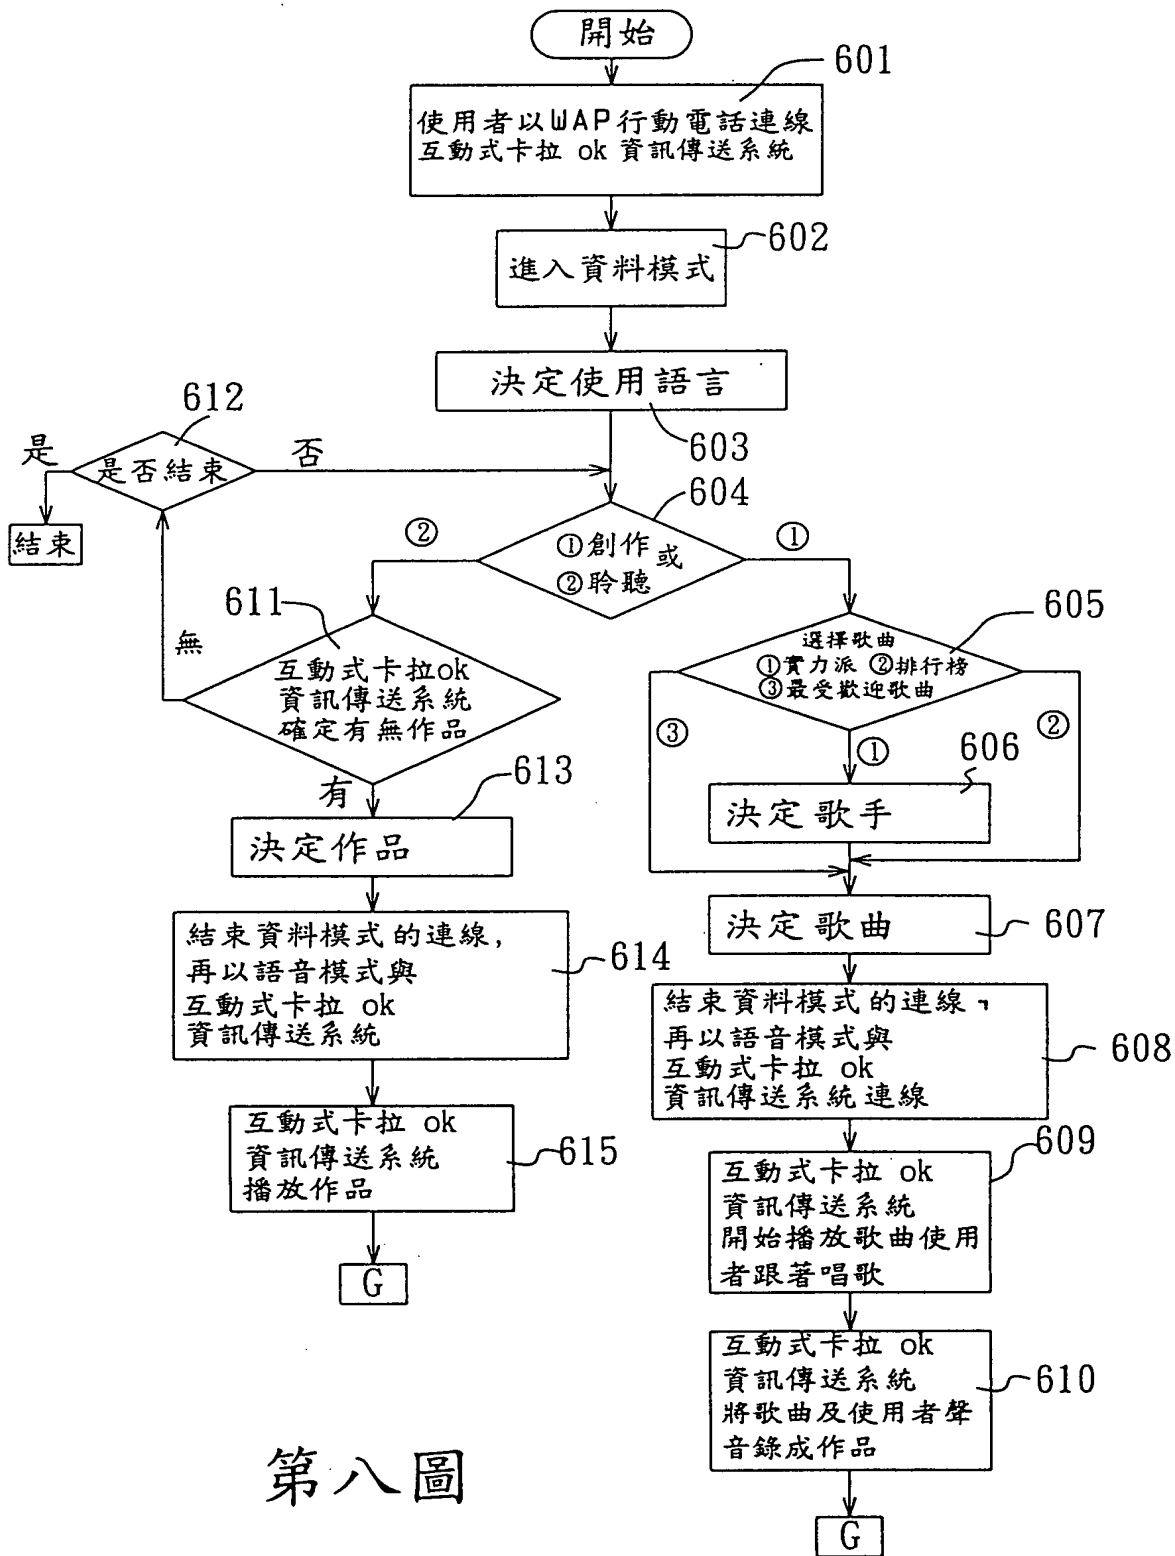 開始
601
使用者以WAP行動電話連線
互動式卡拉 ok 資訊傳送系統
602
進入資料模式
決定使用語言
603
612
是
是否結束
否
結束
604
②
①創作或
②聆聽
①
611
無
互動式卡拉ok
資訊傳送系統
確定有無作品
有
605
選擇歌曲
①實力派 ②排行榜
③最受歡迎歌曲
③
①
②
606
決定歌手
613
決定作品
決定歌曲
607
結束資料模式的連線,
再以語音模式與
互動式卡拉 ok
資訊傳送系統
614
結束資料模式的連線,
再以語音模式與
互動式卡拉 ok
資訊傳送系統連線
608
互動式卡拉 ok
資訊傳送系統
播放作品
615
G
609
互動式卡拉 ok
資訊傳送系統
開始播放歌曲使用
者跟著唱歌
互動式卡拉 ok
資訊傳送系統
將歌曲及使用者聲
音錄成作品
610
G
第八圖